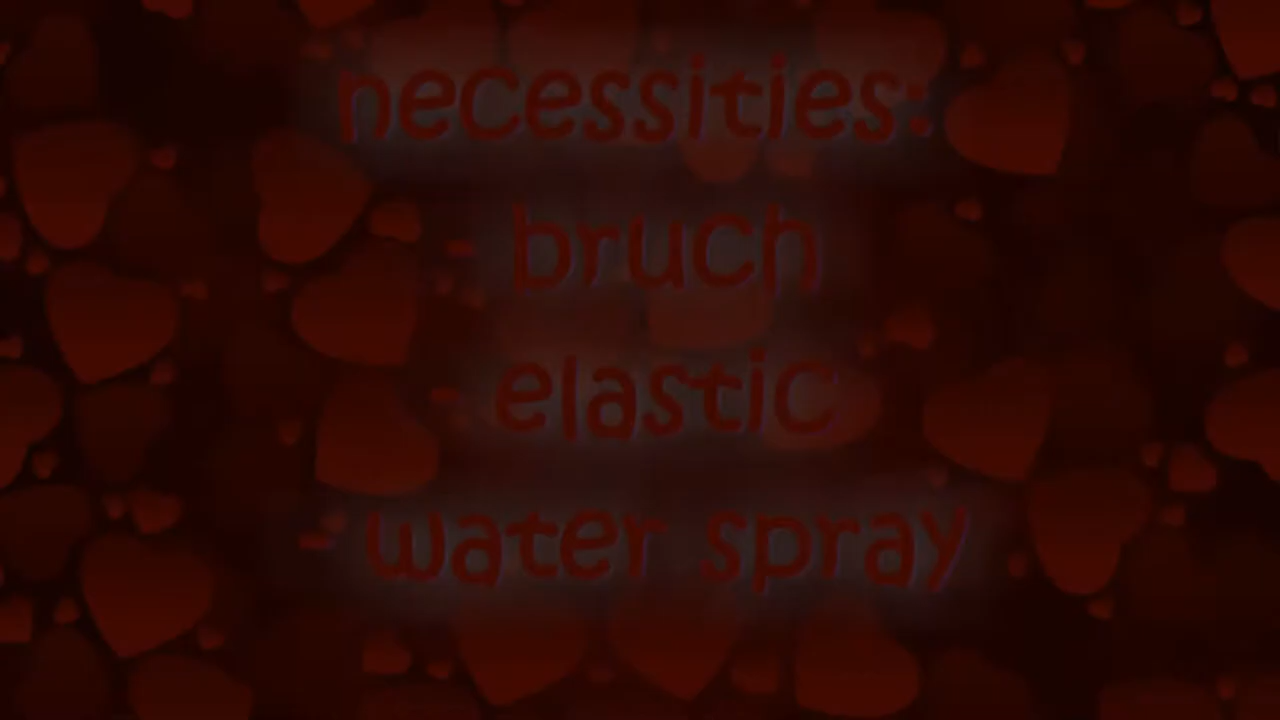 necessities:
- bruch
- elastic
- water spray